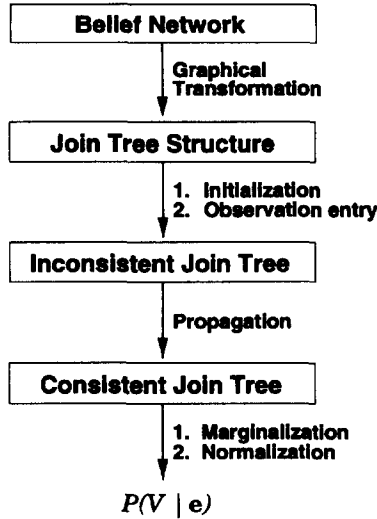 Belief Network
Graphical
Transformation
Join Tree Structure
1. Initialization
2. Observation entry
Inconsistent Join Tree
Propagation
Consistent Join Tree
1. Marginalization
2. Normalization
P(V | e)